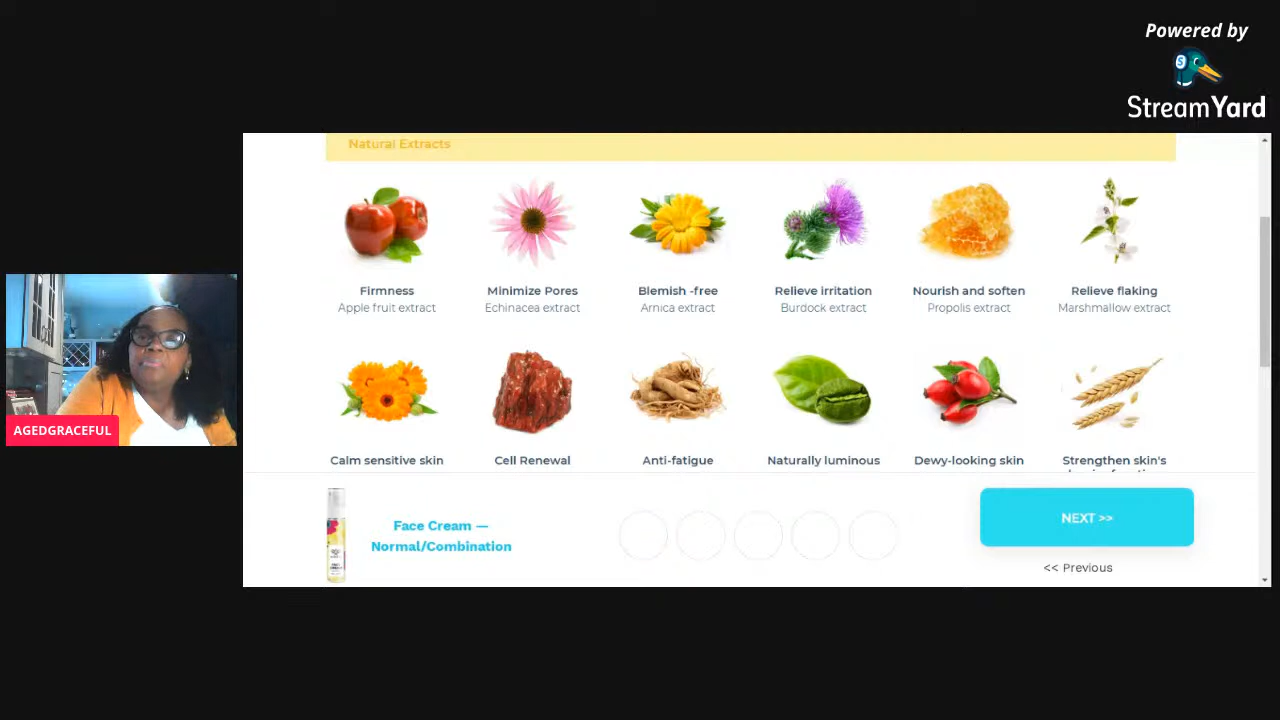 Powered by
StreamYard
Natural Extracts
Firmness
Apple fruit extract
Minimize Pores
Echinacea extract
Blemish -free
Arnica extract
Relieve irritation
Burdock extract
Nourish and soften
Propolis extract
Relieve flaking
Marshmallow extract
Calm sensitive skin
Cell Renewal
Anti-fatigue
Naturally luminous
Dewy-looking skin
Strengthen skin's
AGEDGRACEFUL
Face Cream —
Normal/Combination
NEXT >>
<< Previous